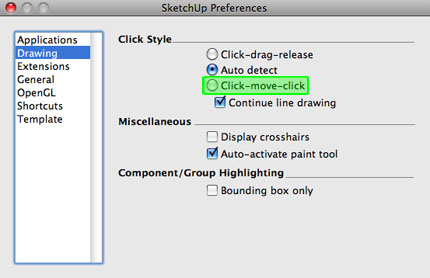 SketchUp Preferences
Applications
Drawing
Extensions
General
OpenGL
Shortcuts
Template
Click Style
Click-drag-release
Auto detect
Click-move-click
Continue line drawing
Miscellaneous
Display crosshairs
Auto-activate paint tool
Component/Group Highlighting
Bounding box only